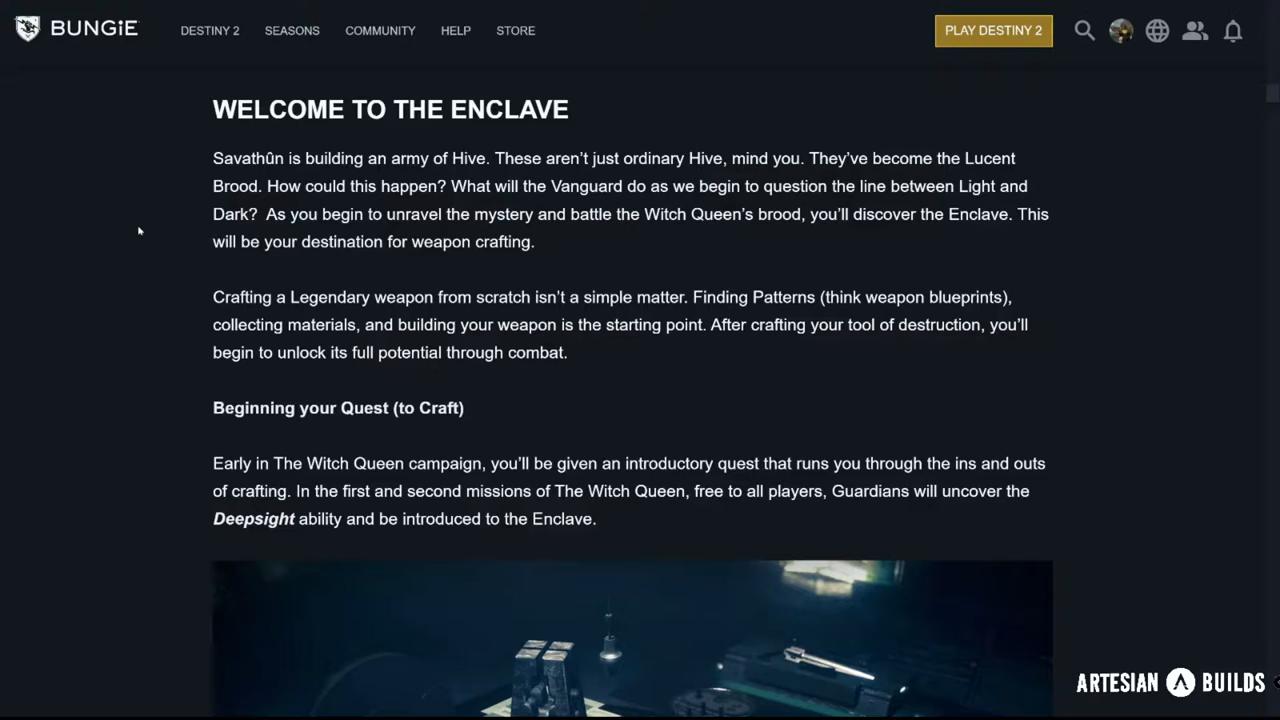 BUNGiE DESTINY 2 SEASONS COMMUNITY HELP STORE PLAY DESTINY 2
WELCOME TO THE ENCLAVE
Savathûn is building an army of Hive. These aren’t just ordinary Hive, mind you. They’ve become the Lucent
Brood. How could this happen? What will the Vanguard do as we begin to question the line between Light and
Dark?  As you begin to unravel the mystery and battle the Witch Queen’s brood, you’ll discover the Enclave. This
will be your destination for weapon crafting.
Crafting a Legendary weapon from scratch isn’t a simple matter. Finding Patterns (think weapon blueprints),
collecting materials, and building your weapon is the starting point. After crafting your tool of destruction, you’ll
begin to unlock its full potential through combat.
Beginning your Quest (to Craft)
Early in The Witch Queen campaign, you’ll be given an introductory quest that runs you through the ins and outs
of crafting. In the first and second missions of The Witch Queen, free to all players, Guardians will uncover the
Deepsight ability and be introduced to the Enclave.
ARTESIAN BUILDS